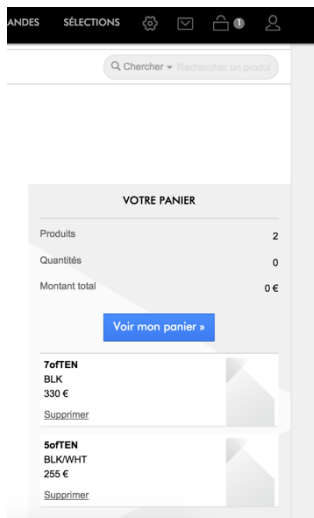 ANDES SÉLECTIONS 1
Chercher Rechercher un produi
VOTRE PANIER
Produits 2
Quantités 0
Montant total 0 €
Voir mon panier »
7ofTEN
BLK
330 €
Supprimer
5ofTEN
BLK/WHT
255 €
Supprimer